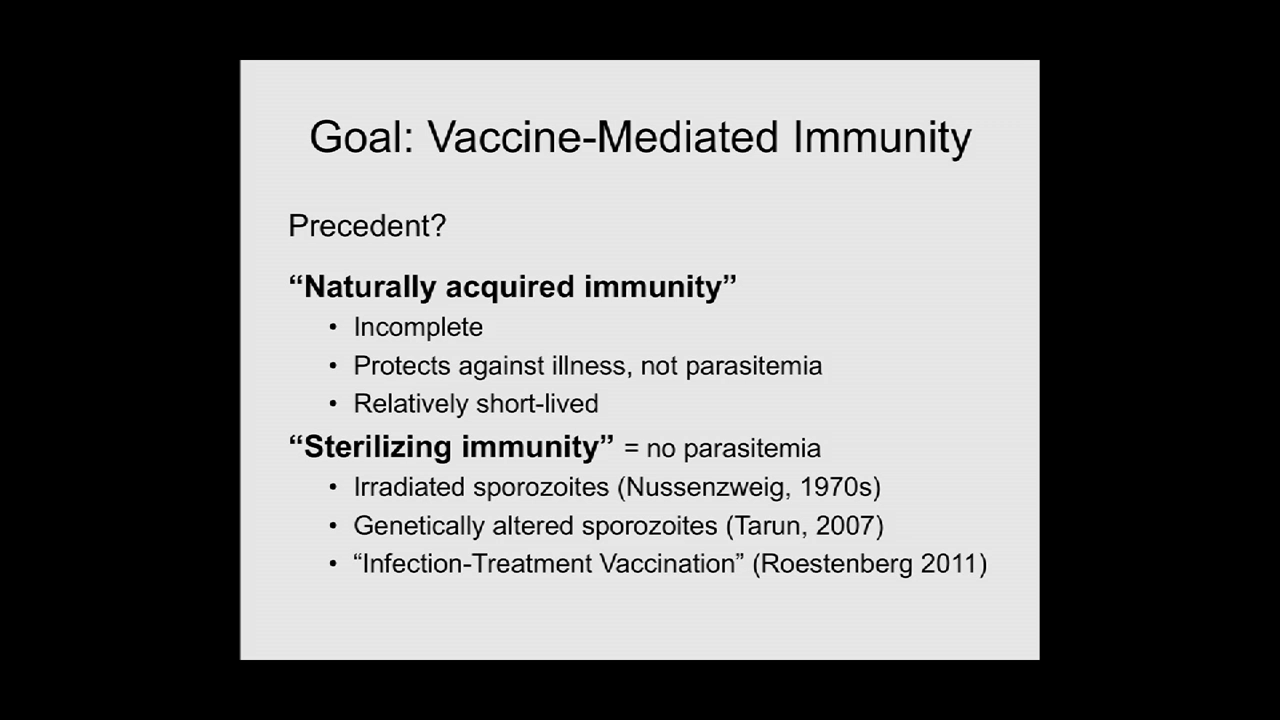 Goal: Vaccine-Mediated Immunity
Precedent?
“Naturally acquired immunity”
• Incomplete
• Protects against illness, not parasitemia
• Relatively short-lived
“Sterilizing immunity” = no parasitemia
• Irradiated sporozoites (Nussenzweig, 1970s)
• Genetically altered sporozoites (Tarun, 2007)
• “Infection-Treatment Vaccination” (Roestenberg 2011)